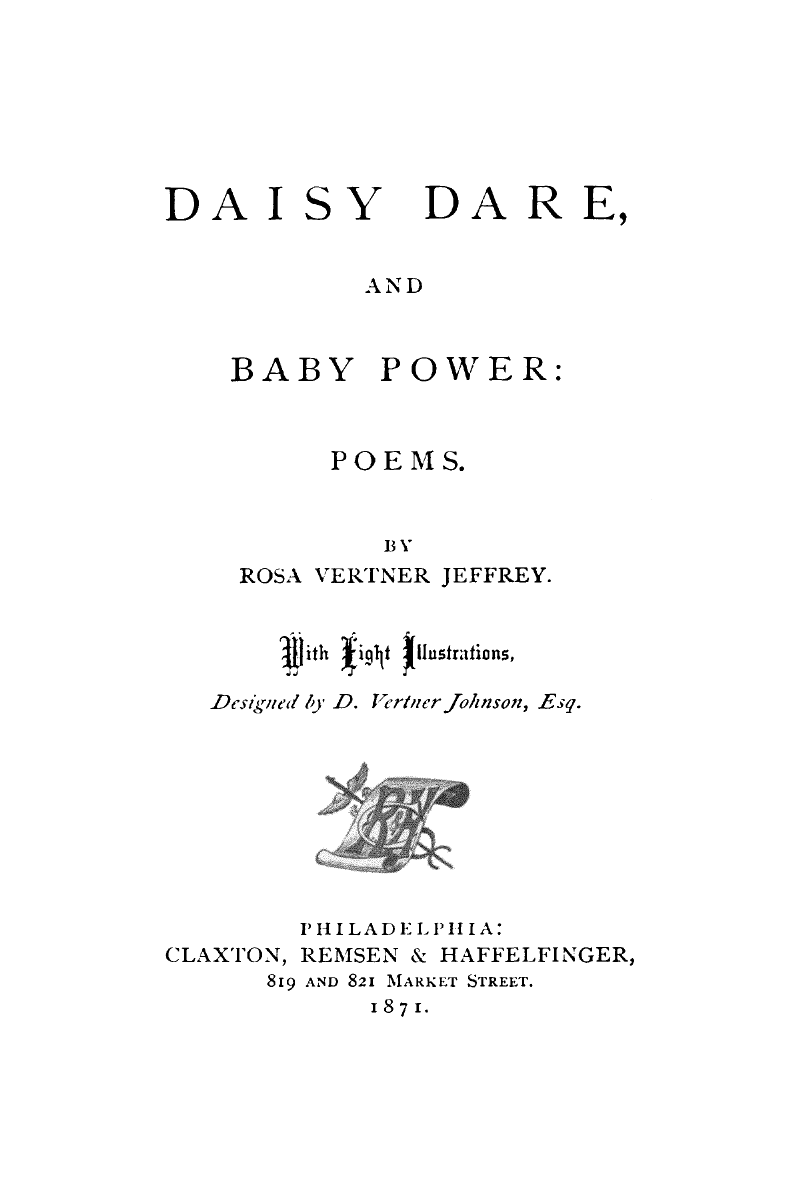 DAISY DARE,
AND
BABY POWER:
POEMS.
BY
ROSA VERTNER JEFFREY.
With Eight Illustrations,
Designed by D. Vertner Johnson, Esq.
CR&H
PHILADELPHIA:
CLAXTON, REMSEN & HAFFELFINGER,
819 AND 821 MARKET STREET.
1871.